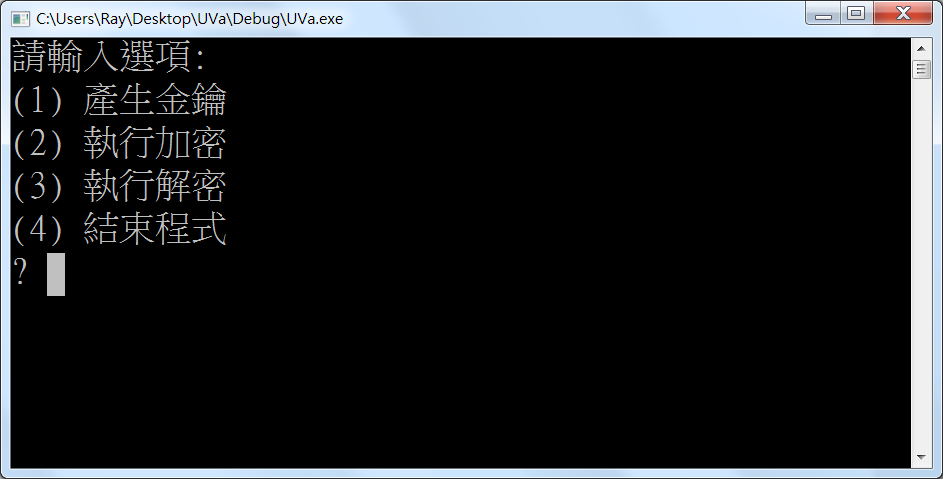 C:\Users\Ray\Desktop\UVa\Debug\UVa.exe
請輸入選項:
(1) 產生金鑰
(2) 執行加密
(3) 執行解密
(4) 結束程式
?